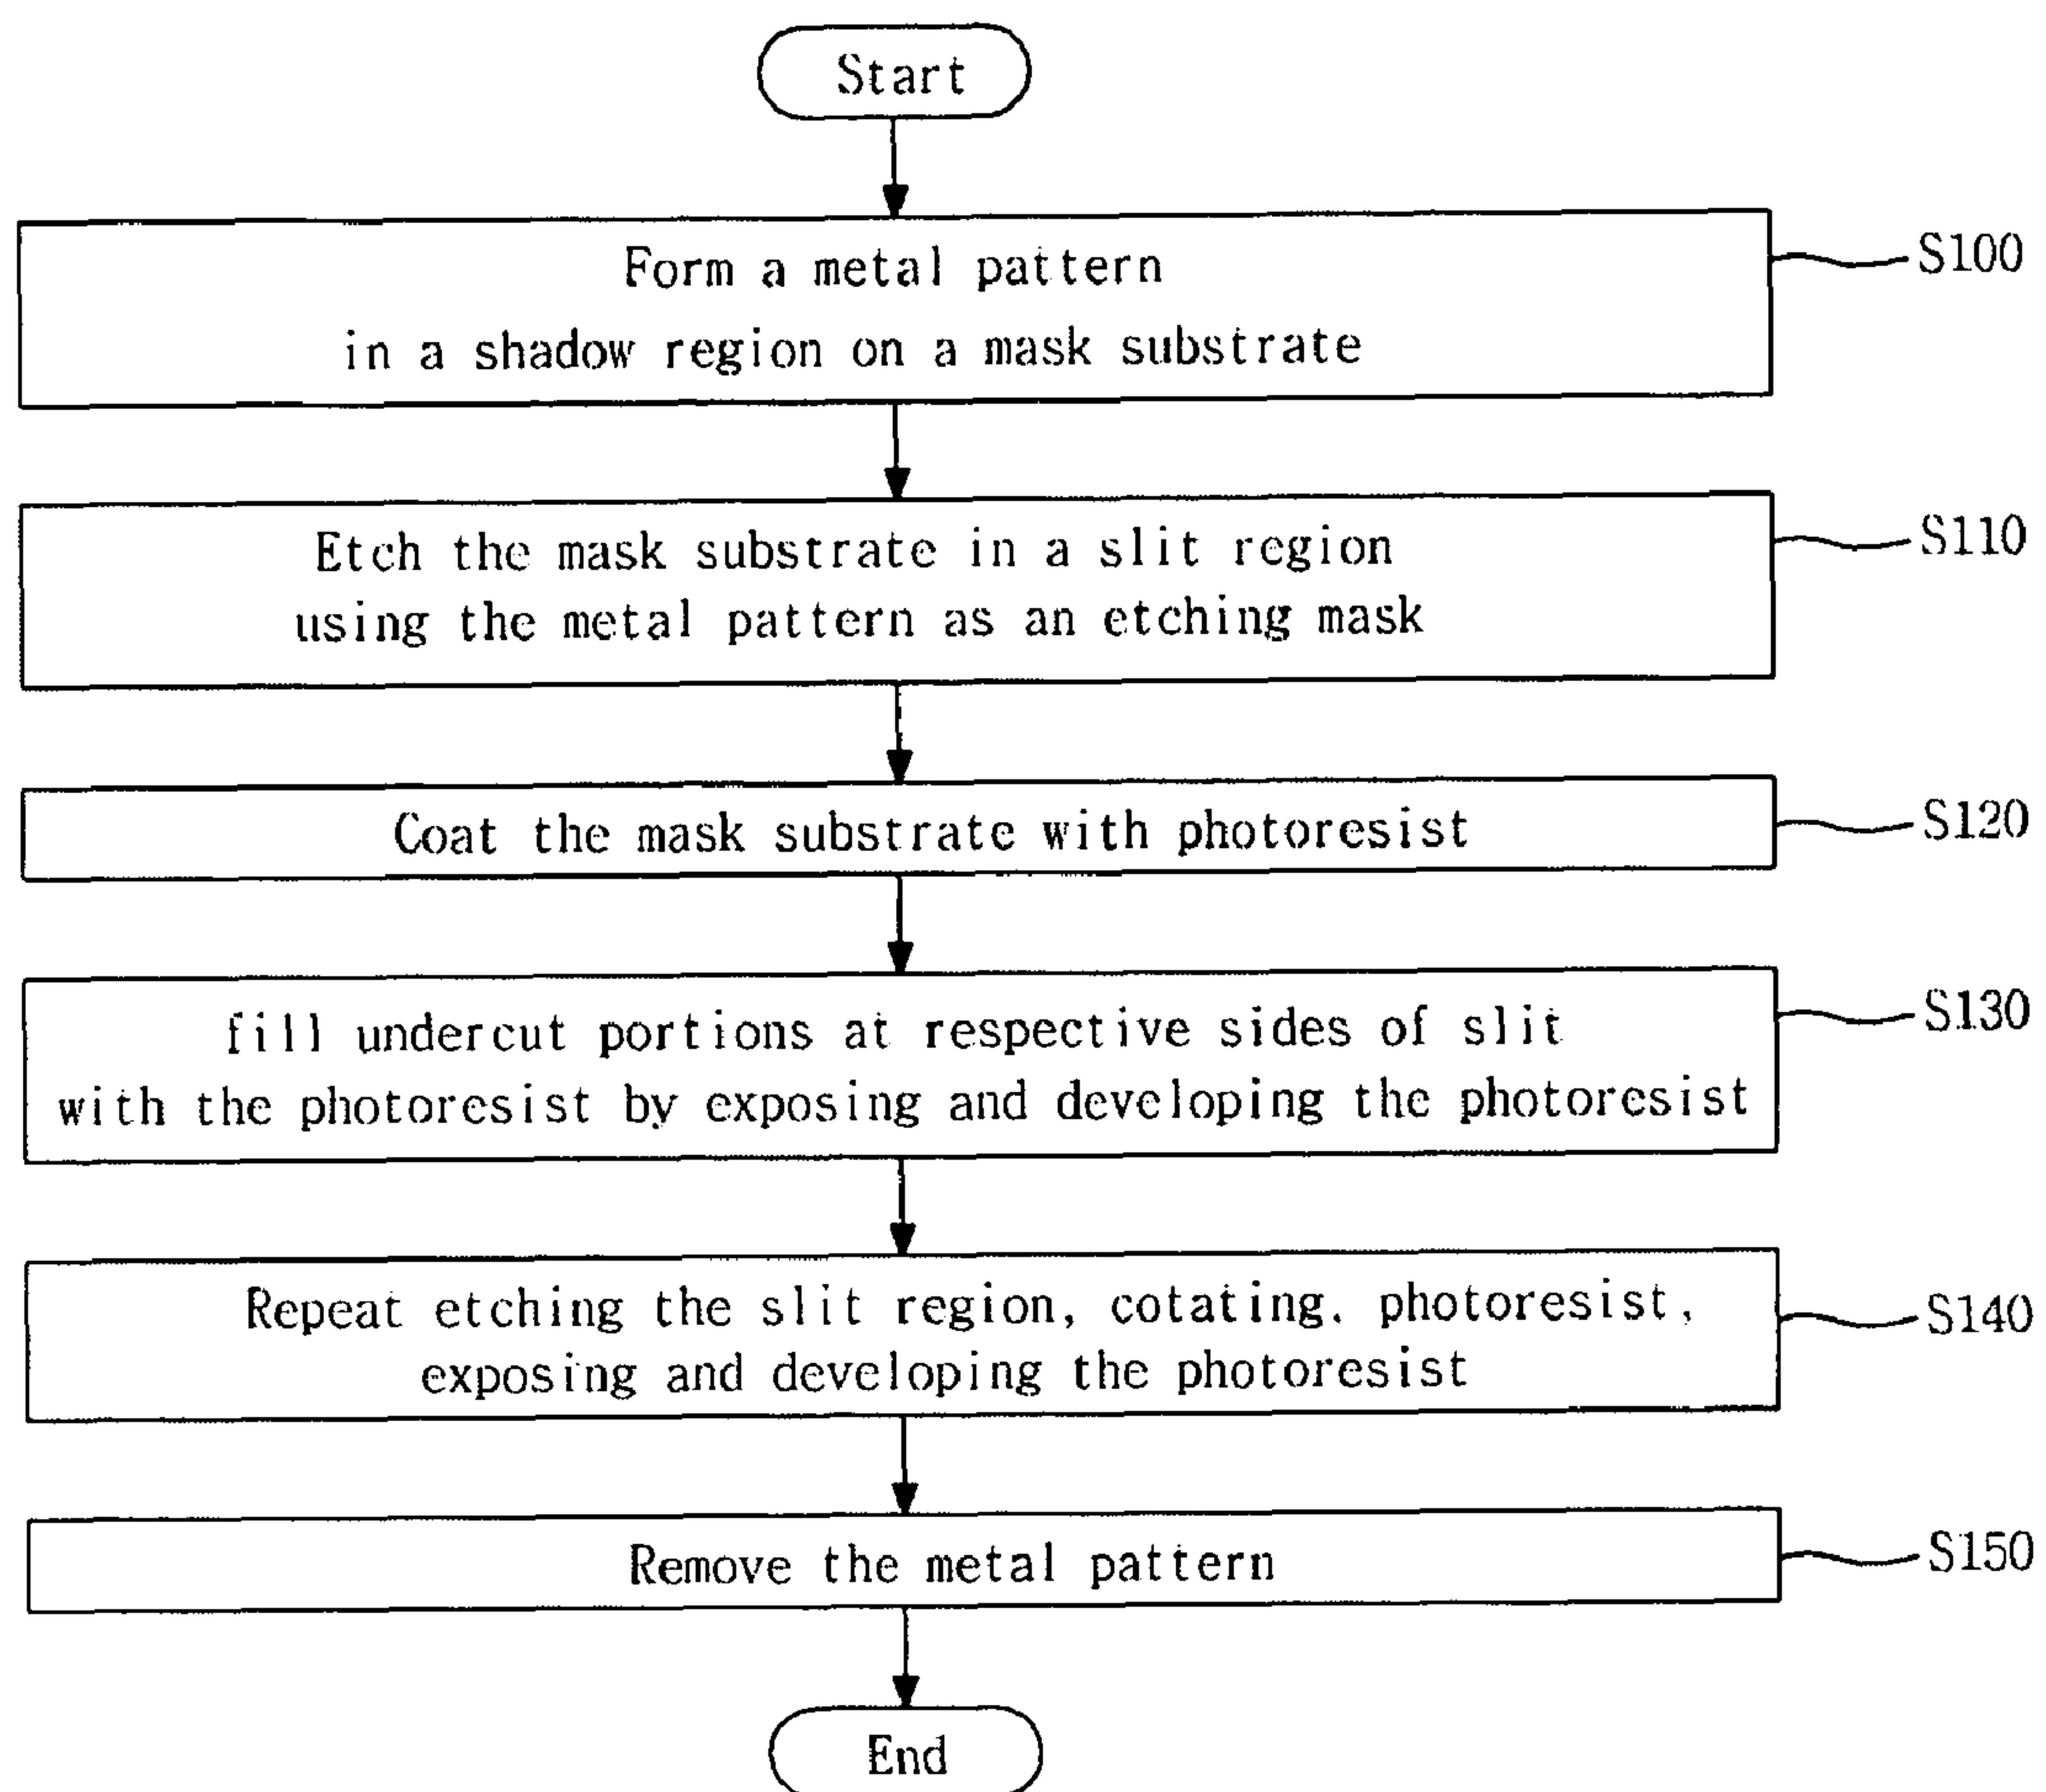 Start
Form a metal pattern
in a shadow region on a mask substrate
S100
Etch the mask substrate in a slit region
using the metal pattern as an etching mask
S110
Coat the mask substrate with photoresist
S120
fill undercut portions at respective sides of slit
with the photoresist by exposing and developing the photoresist
S130
Repeat etching the slit region, cotating. photoresist,
exposing and developing the photoresist
S140
Remove the metal pattern
S150
End